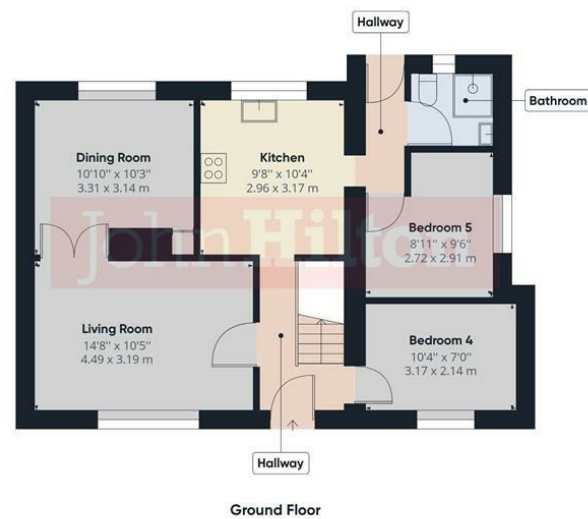 Hallway
Bathroom
Dining Room
10'10" x 10'3"
3.31 x 3.14 m
Kitchen
9'8" x 10'4"
2.96 x 3.17 m
Bedroom 5
8'11" x 9'6"
2.72 x 2.91 m
John Hilton
Living Room
14'8" x 10'5"
4.49 x 3.19 m
Bedroom 4
10'4" x 7'0"
3.17 x 2.14 m
Hallway
Ground Floor